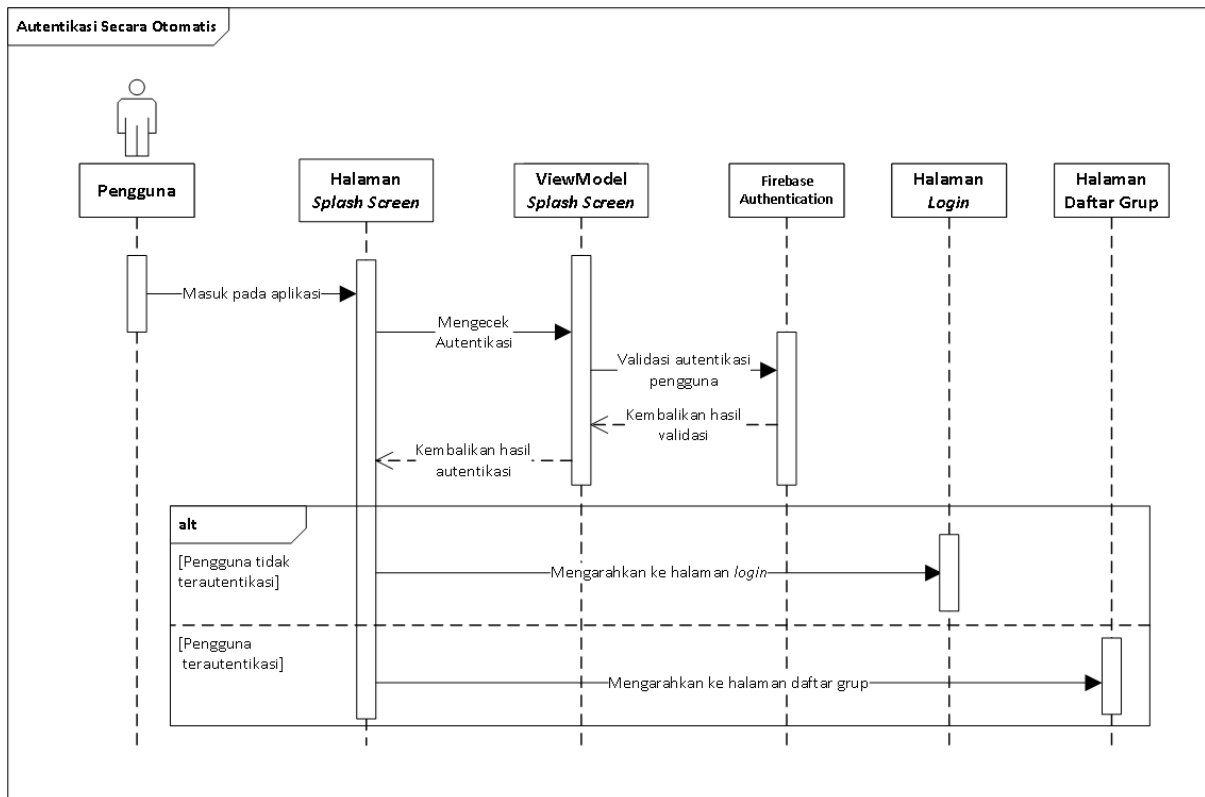 Autentikasi Secara Otomatis
Pengguna
Halaman
Splash Screen
ViewModel
Splash Screen
Firebase
Authentication
Halaman
Login
Halaman
Daftar Grup
Masuk pada aplikasi
Mengecek
Autentikasi
Validasi autentikasi
pengguna
Kembalikan hasil
validasi
Kembalikan hasil
autentikasi
alt
[Pengguna tidak
terautentikasi]
Mengarahkan ke halaman login
[Pengguna
terautentikasi]
Mengarahkan ke halaman daftar grup